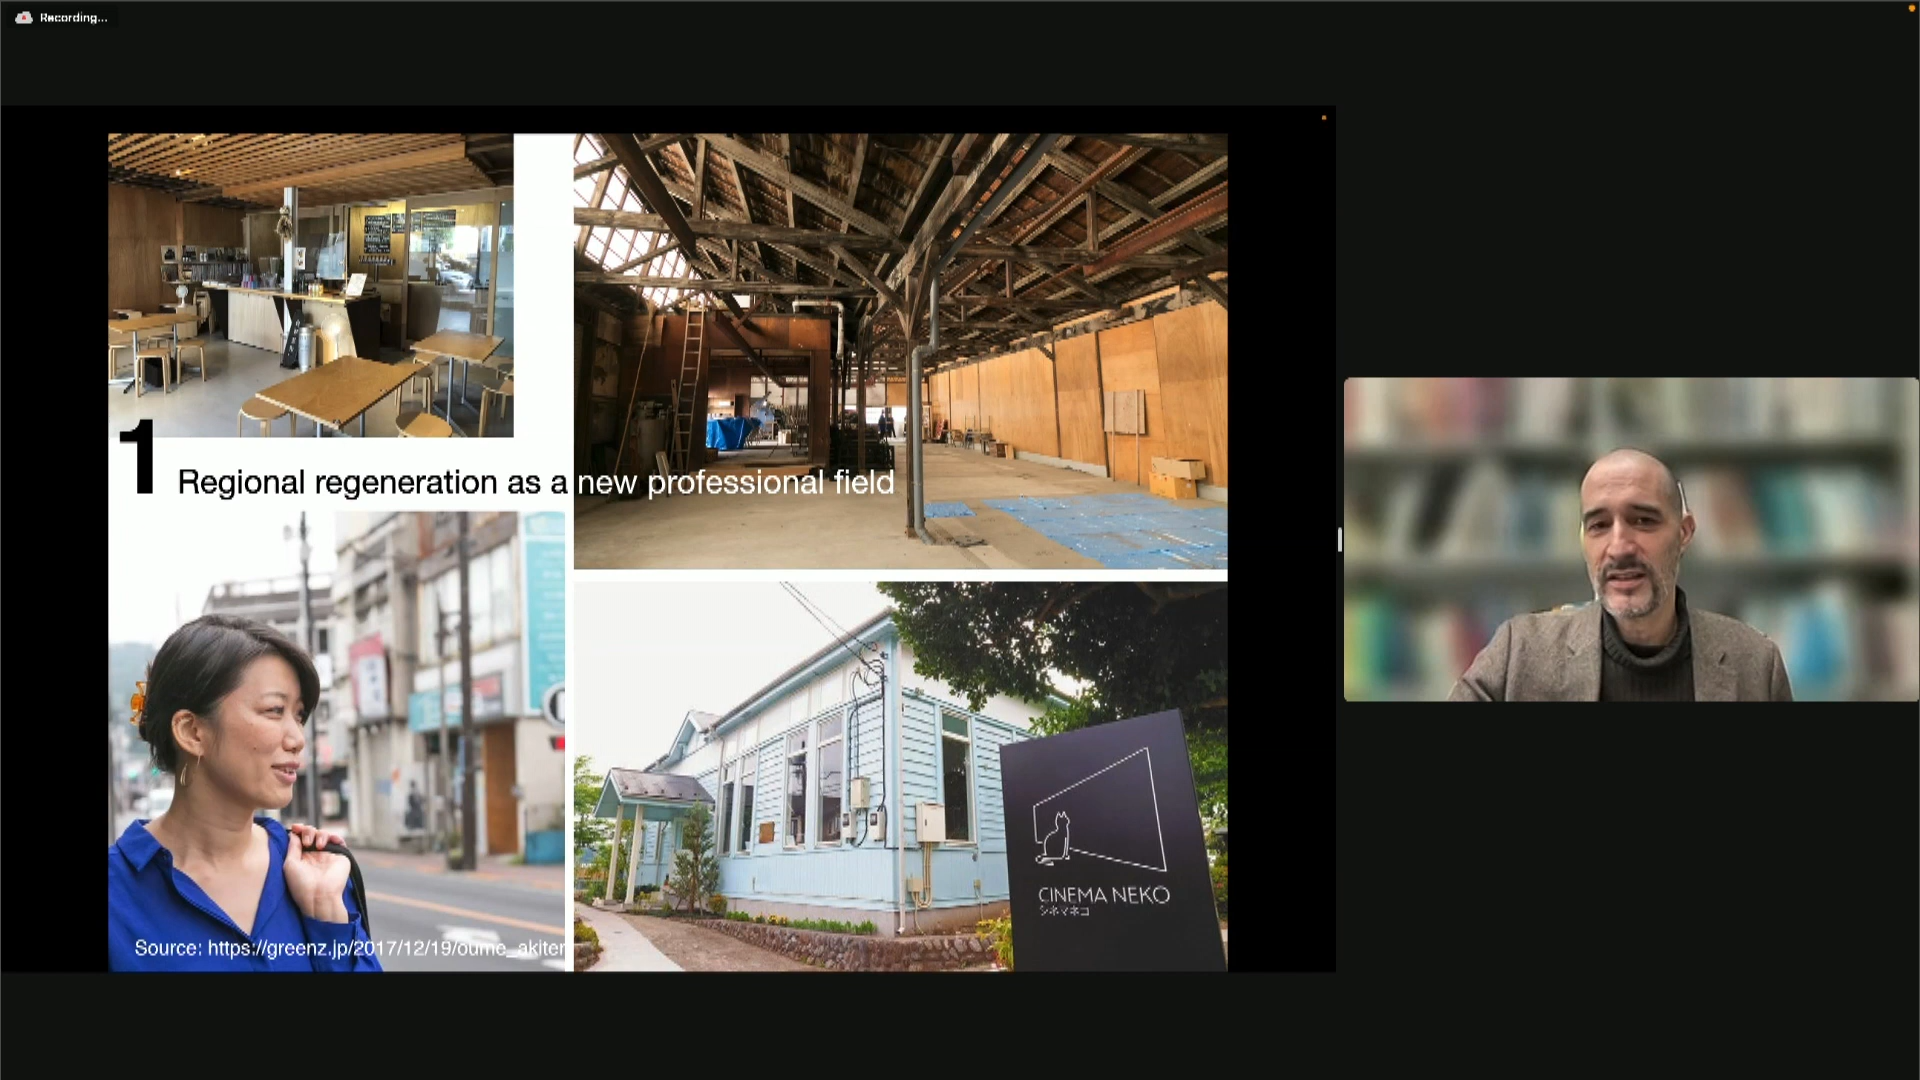 Recording...
1
Regional regeneration as a new professional field
Source: https://greenz.jp/2017/12/19/oume_akiten
CINEMA NEKO
シネマネコ